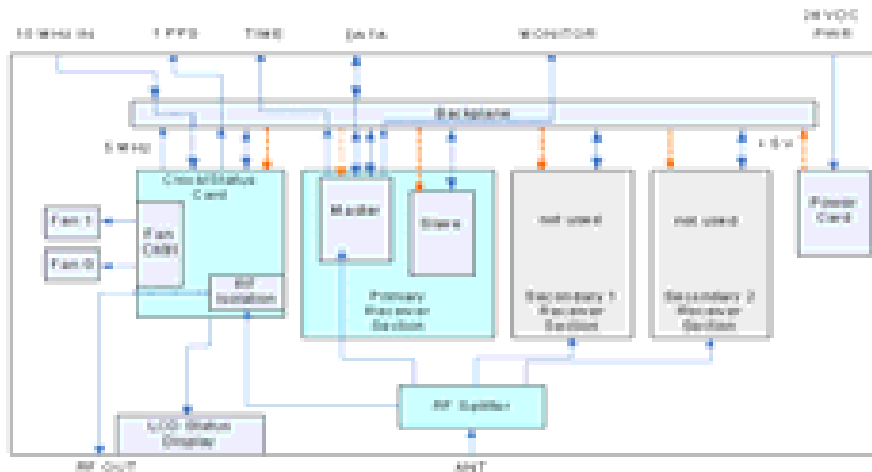 10 MHz IN
1 PPS
TIME
DATA
MONITOR
28 VDC
PWR
Backplane
5 MHz
+ 5 V
Clock/Status
Card
Fan 1
Fan 0
Fan
Cntrl
RF
Isolation
Master
Slave
Primary
Receiver
Section
not used
Secondary 1
Receiver
Section
not used
Secondary 2
Receiver
Section
Power
Card
RF Splitter
LCD Status
Display
RF OUT
ANT